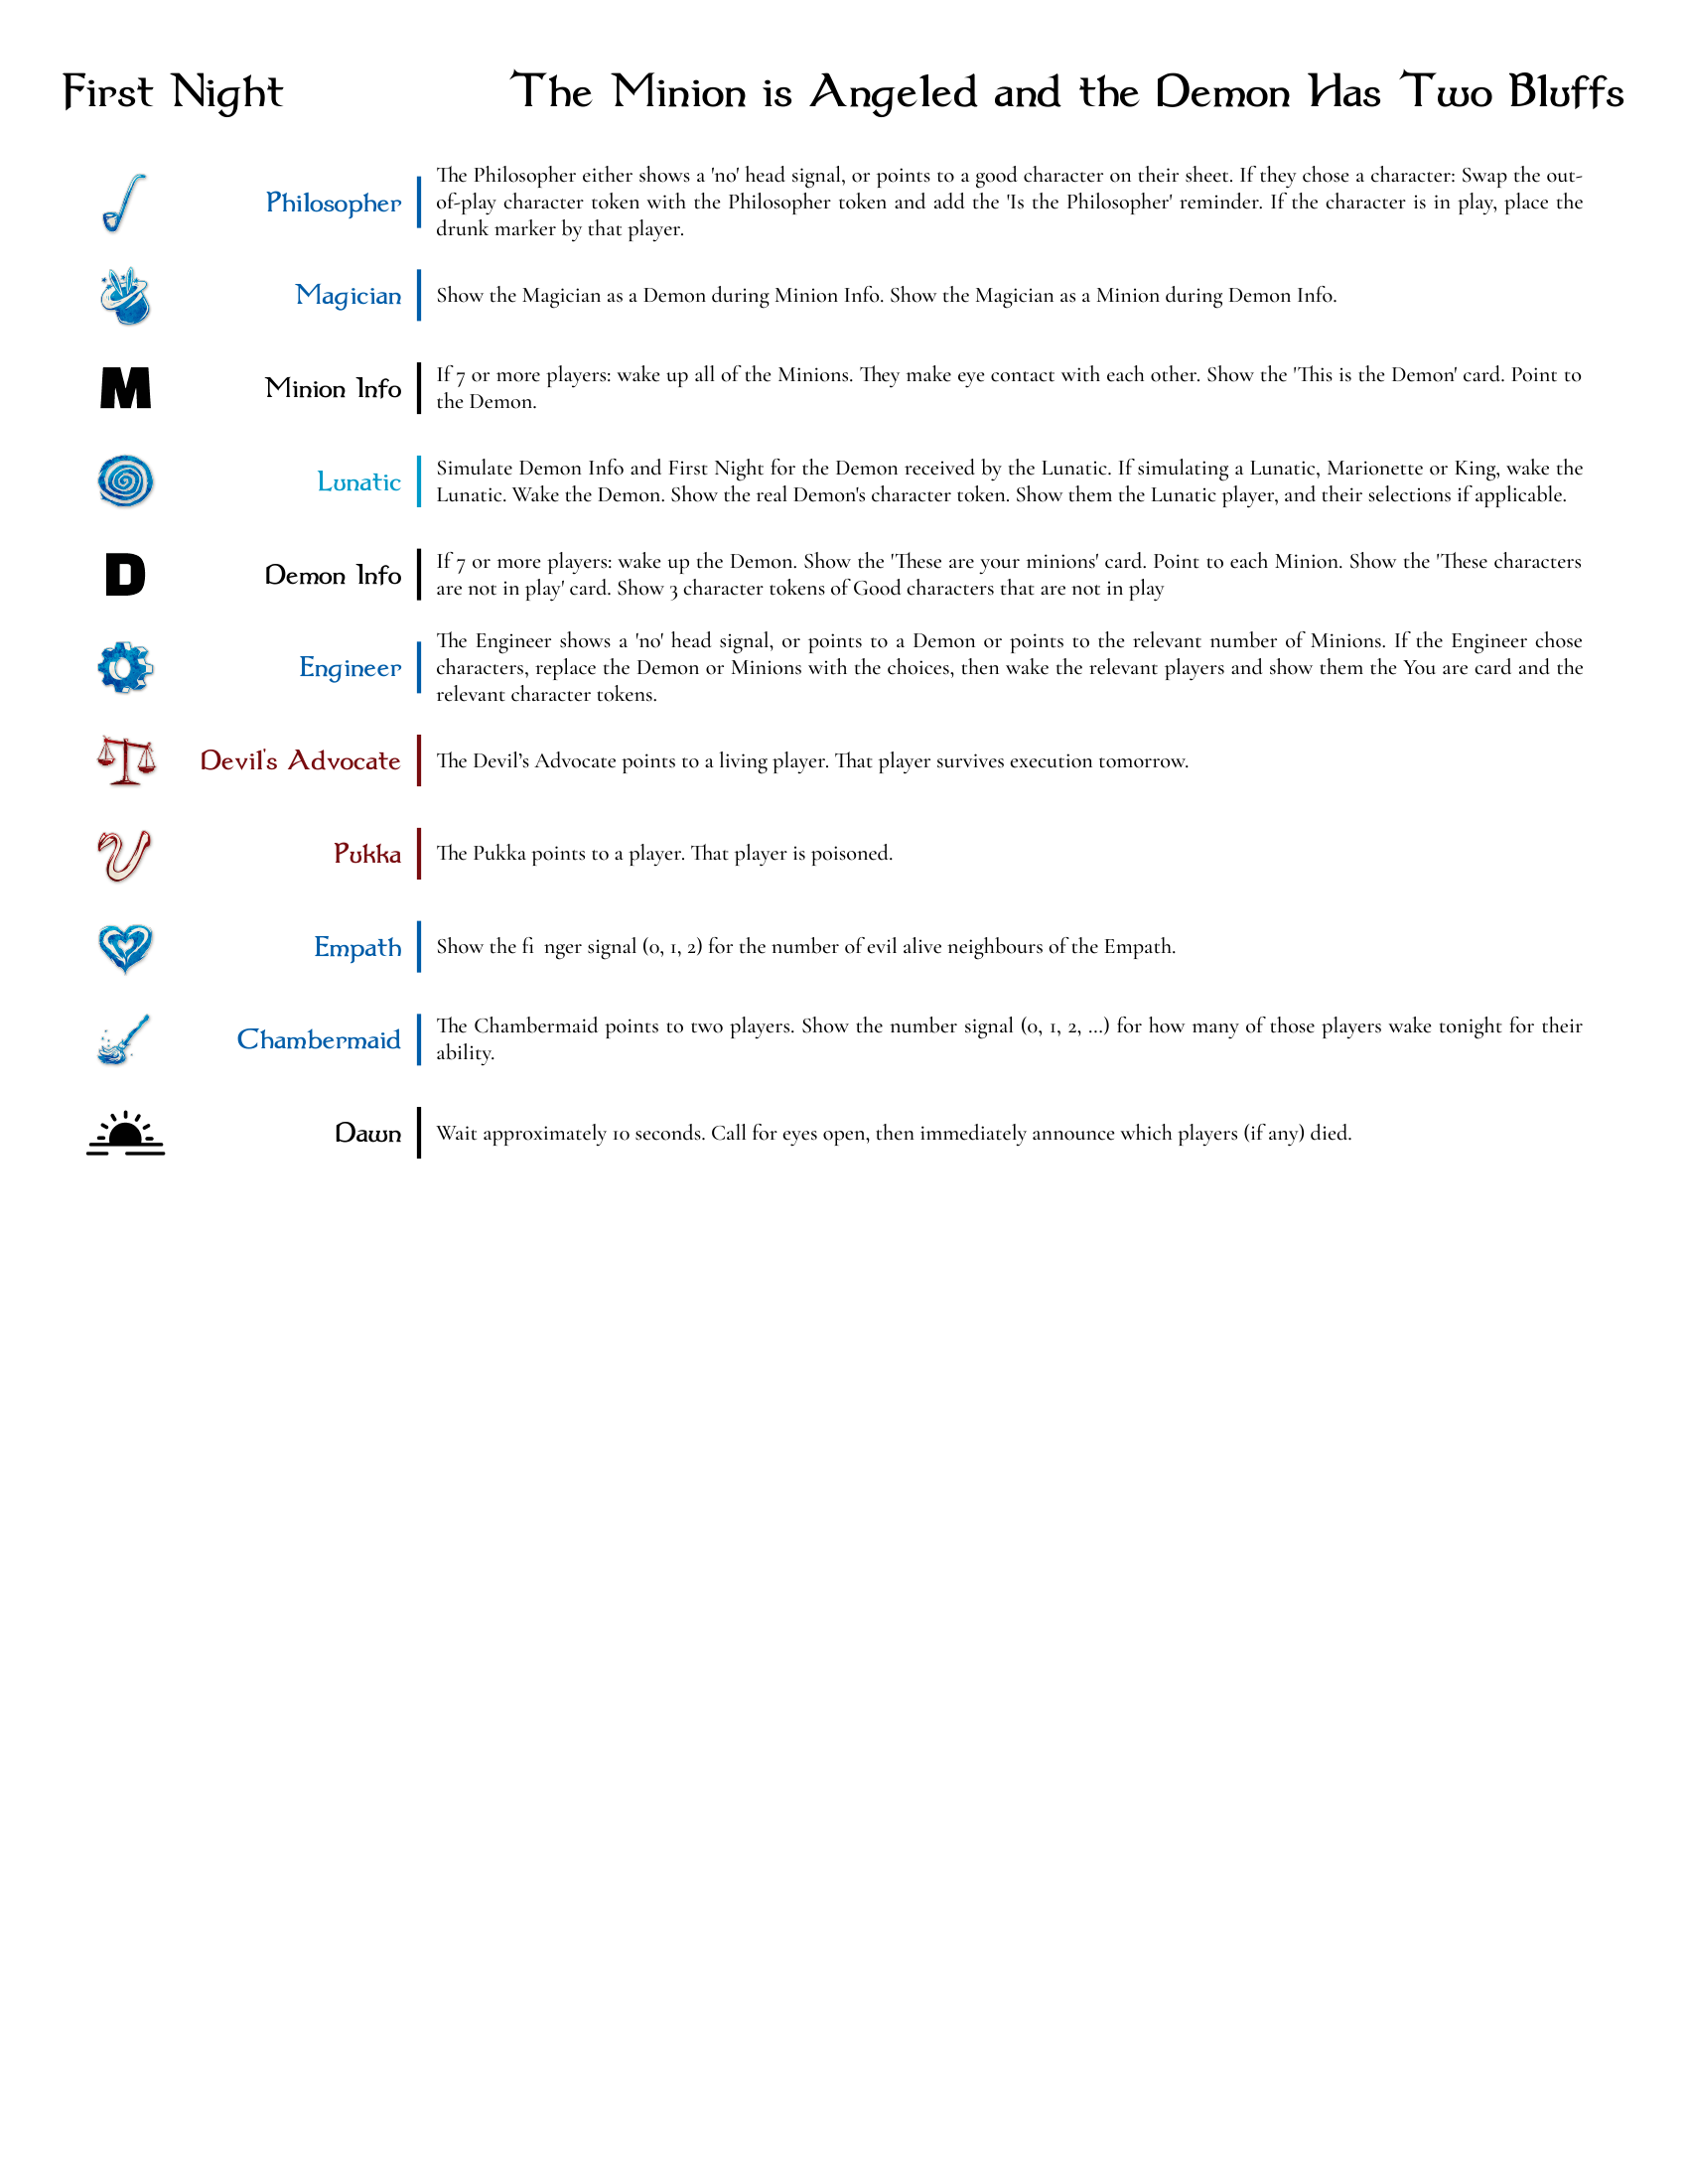 First Night
The Minion is Angeled and the Demon Has Two Bluffs
Philosopher
The Philosopher either shows a 'no' head signal, or points to a good character on their sheet. If they chose a character: Swap the out-
of-play character token with the Philosopher token and add the 'Is the Philosopher' reminder. If the character is in play, place the
drunk marker by that player.
Magician
Show the Magician as a Demon during Minion Info. Show the Magician as a Minion during Demon Info.
M
Minion Info
If 7 or more players: wake up all of the Minions. They make eye contact with each other. Show the 'This is the Demon' card. Point to
the Demon.
Lunatic
Simulate Demon Info and First Night for the Demon received by the Lunatic. If simulating a Lunatic, Marionette or King, wake the
Lunatic. Wake the Demon. Show the real Demon's character token. Show them the Lunatic player, and their selections if applicable.
D
Demon Info
If 7 or more players: wake up the Demon. Show the 'These are your minions' card. Point to each Minion. Show the 'These characters
are not in play' card. Show 3 character tokens of Good characters that are not in play
Engineer
The Engineer shows a 'no' head signal, or points to a Demon or points to the relevant number of Minions. If the Engineer chose
characters, replace the Demon or Minions with the choices, then wake the relevant players and show them the You are card and the
relevant character tokens.
Devil's Advocate
The Devil’s Advocate points to a living player. That player survives execution tomorrow.
Pukka
The Pukka points to a player. That player is poisoned.
Empath
Show the fi nger signal (0, 1, 2) for the number of evil alive neighbours of the Empath.
Chambermaid
The Chambermaid points to two players. Show the number signal (0, 1, 2, …) for how many of those players wake tonight for their
ability.
Dawn
Wait approximately 10 seconds. Call for eyes open, then immediately announce which players (if any) died.